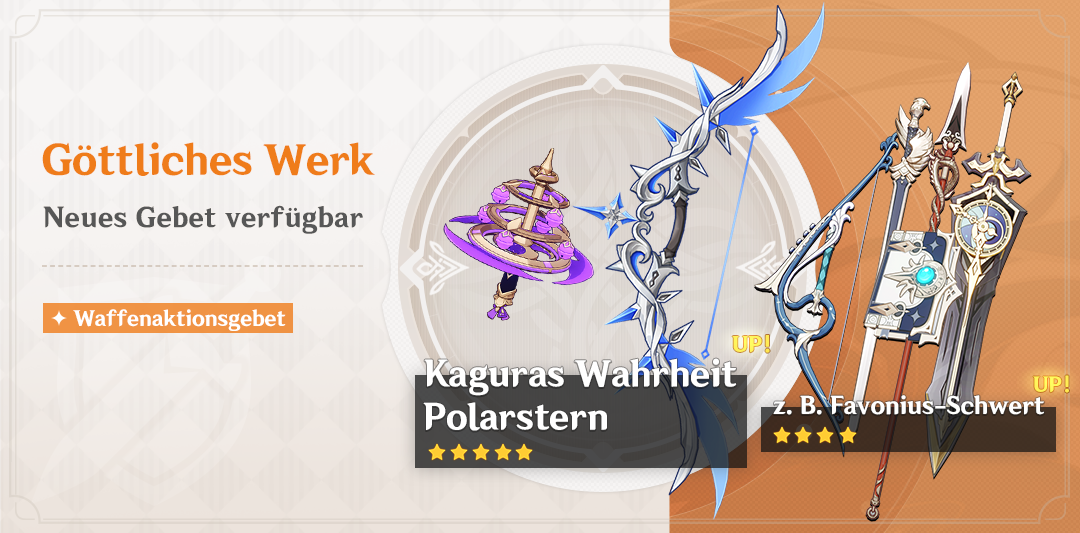 Göttliches Werk
Neues Gebet verfügbar
Waffenaktionsgebet
UP!
Kaguras Wahrheit
Polarstern
UP!
z. B. Favonius-Schwert